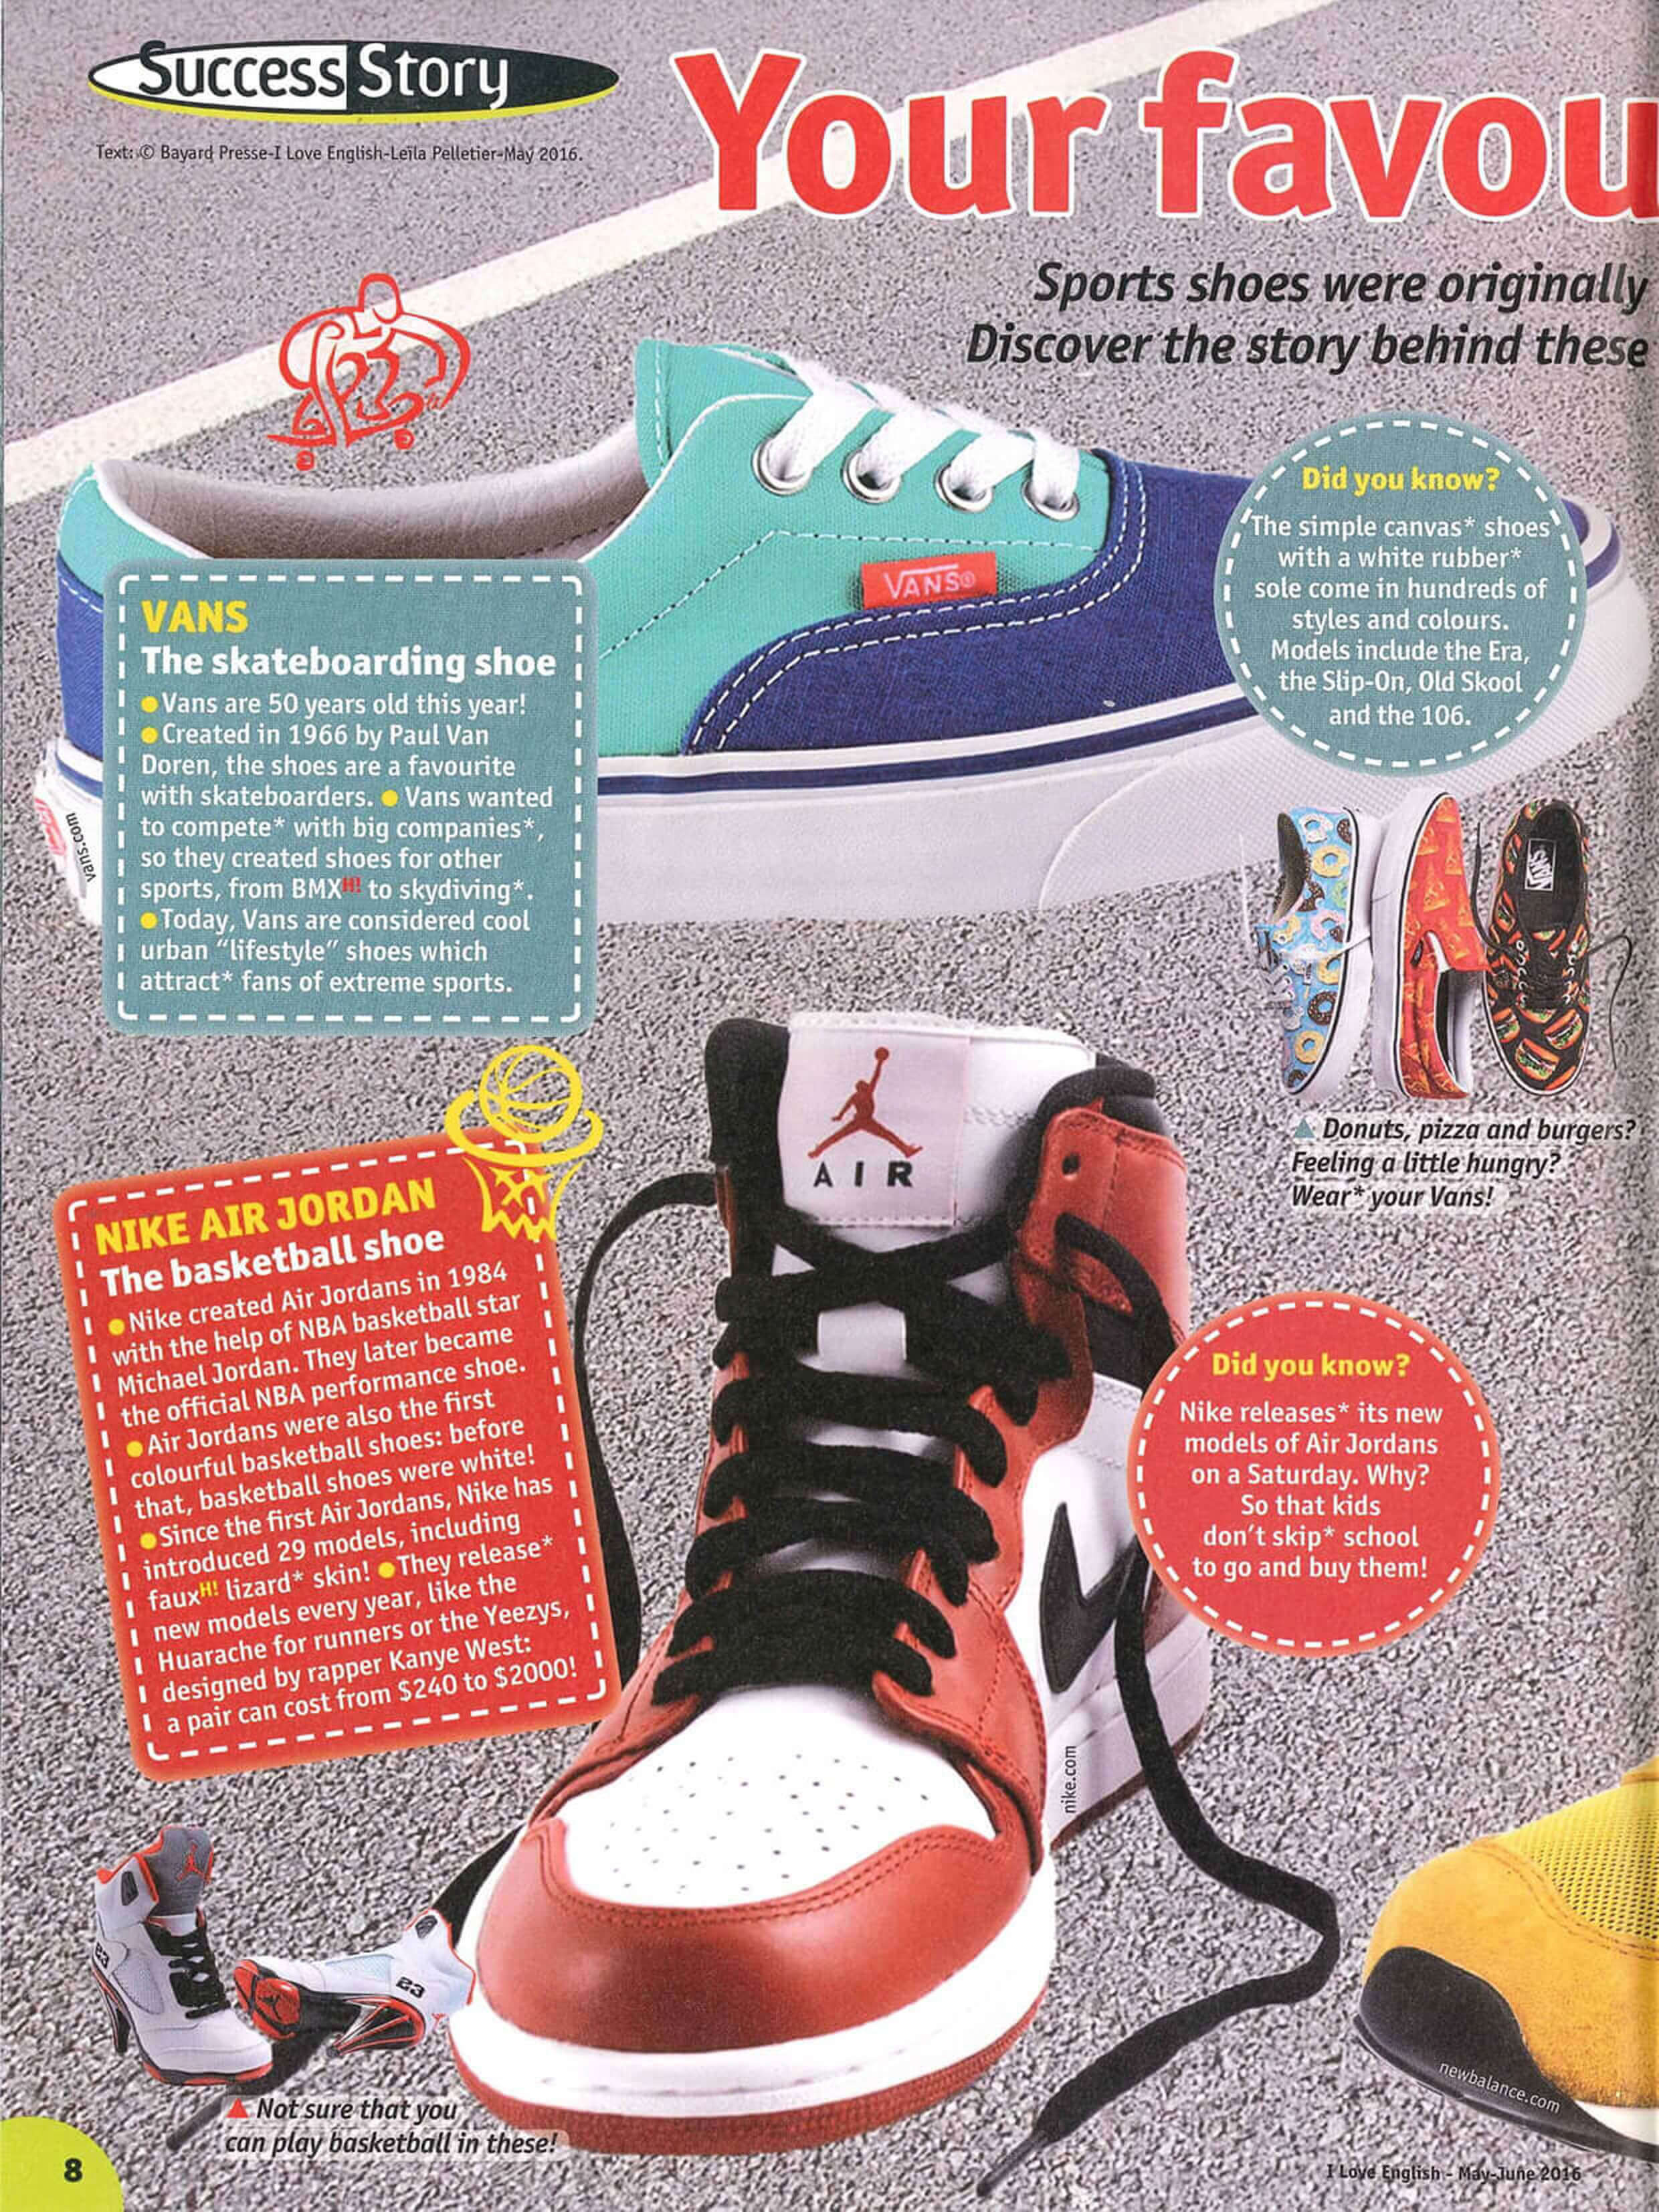 Success Story
Text: © Bayard Presse-I Love English-Leïla Pelletier-May 2016.
Your favou
Sports shoes were originally
Discover the story behind these
VANS®
Did you know?
The simple canvas* shoes
with a white rubber*
sole come in hundreds of
styles and colours.
Models include the Era,
the Slip-On, Old Skool
and the 106.
VANS
The skateboarding shoe
● Vans are 50 years old this year!
● Created in 1966 by Paul Van
Doren, the shoes are a favourite
with skateboarders. ● Vans wanted
to compete* with big companies*,
so they created shoes for other
sports, from BMXH! to skydiving*.
● Today, Vans are considered cool
urban “lifestyle” shoes which
attract* fans of extreme sports.
vans.com
VANS
▲ Donuts, pizza and burgers?
Feeling a little hungry?
Wear* your Vans!
AIR
NIKE AIR JORDAN
The basketball shoe
● Nike created Air Jordans in 1984
with the help of NBA basketball star
Michael Jordan. They later became
the official NBA performance shoe.
● Air Jordans were also the first
colourful basketball shoes: before
that, basketball shoes were white!
● Since the first Air Jordans, Nike has
introduced 29 models, including
fauxH! lizard* skin! ● They release*
new models every year, like the
Huarache for runners or the Yeezys,
designed by rapper Kanye West:
a pair can cost from $240 to $2000!
Did you know?
Nike releases* its new
models of Air Jordans
on a Saturday. Why?
So that kids
don't skip* school
to go and buy them!
nike.com
23
23
▲ Not sure that you
can play basketball in these!
newbalance.com
8
I Love English - May-June 2016